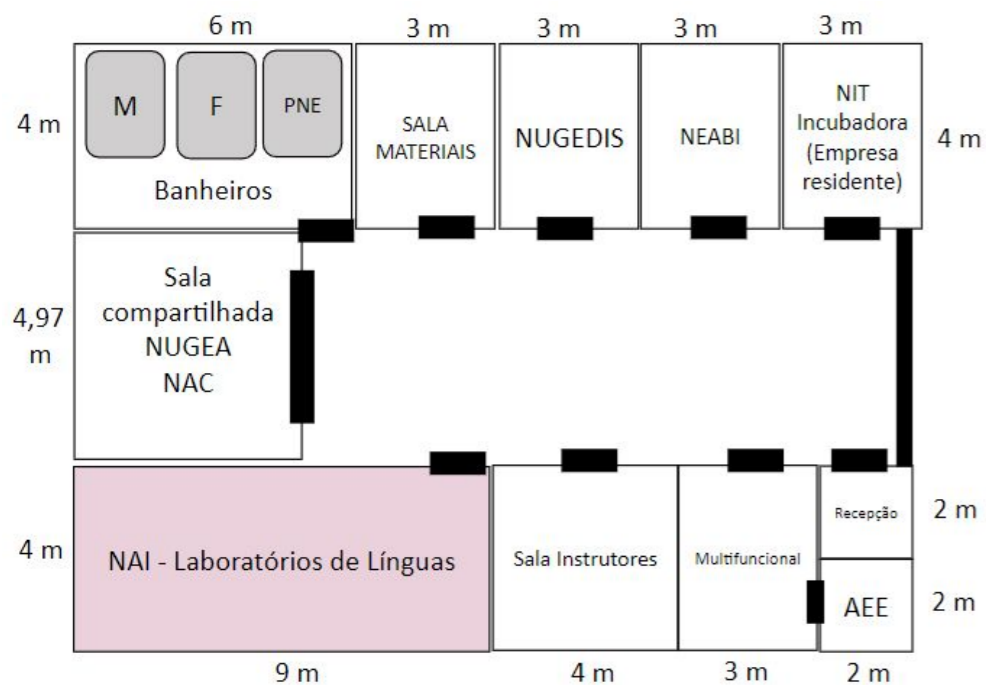 6 m
3 m
3 m
3 m
3 m
4 m
M
F
PNE
Banheiros
SALA
MATERIAIS
NUGEDIS
NEABI
NIT
Incubadora
(Empresa
residente)
4 m
4,97
m
Sala
compartilhada
NUGEA
NAC
4 m
NAI - Laboratórios de Línguas
Sala Instrutores
Multifuncional
Recepção
2 m
AEE
2 m
9 m
4 m
3 m
2 m